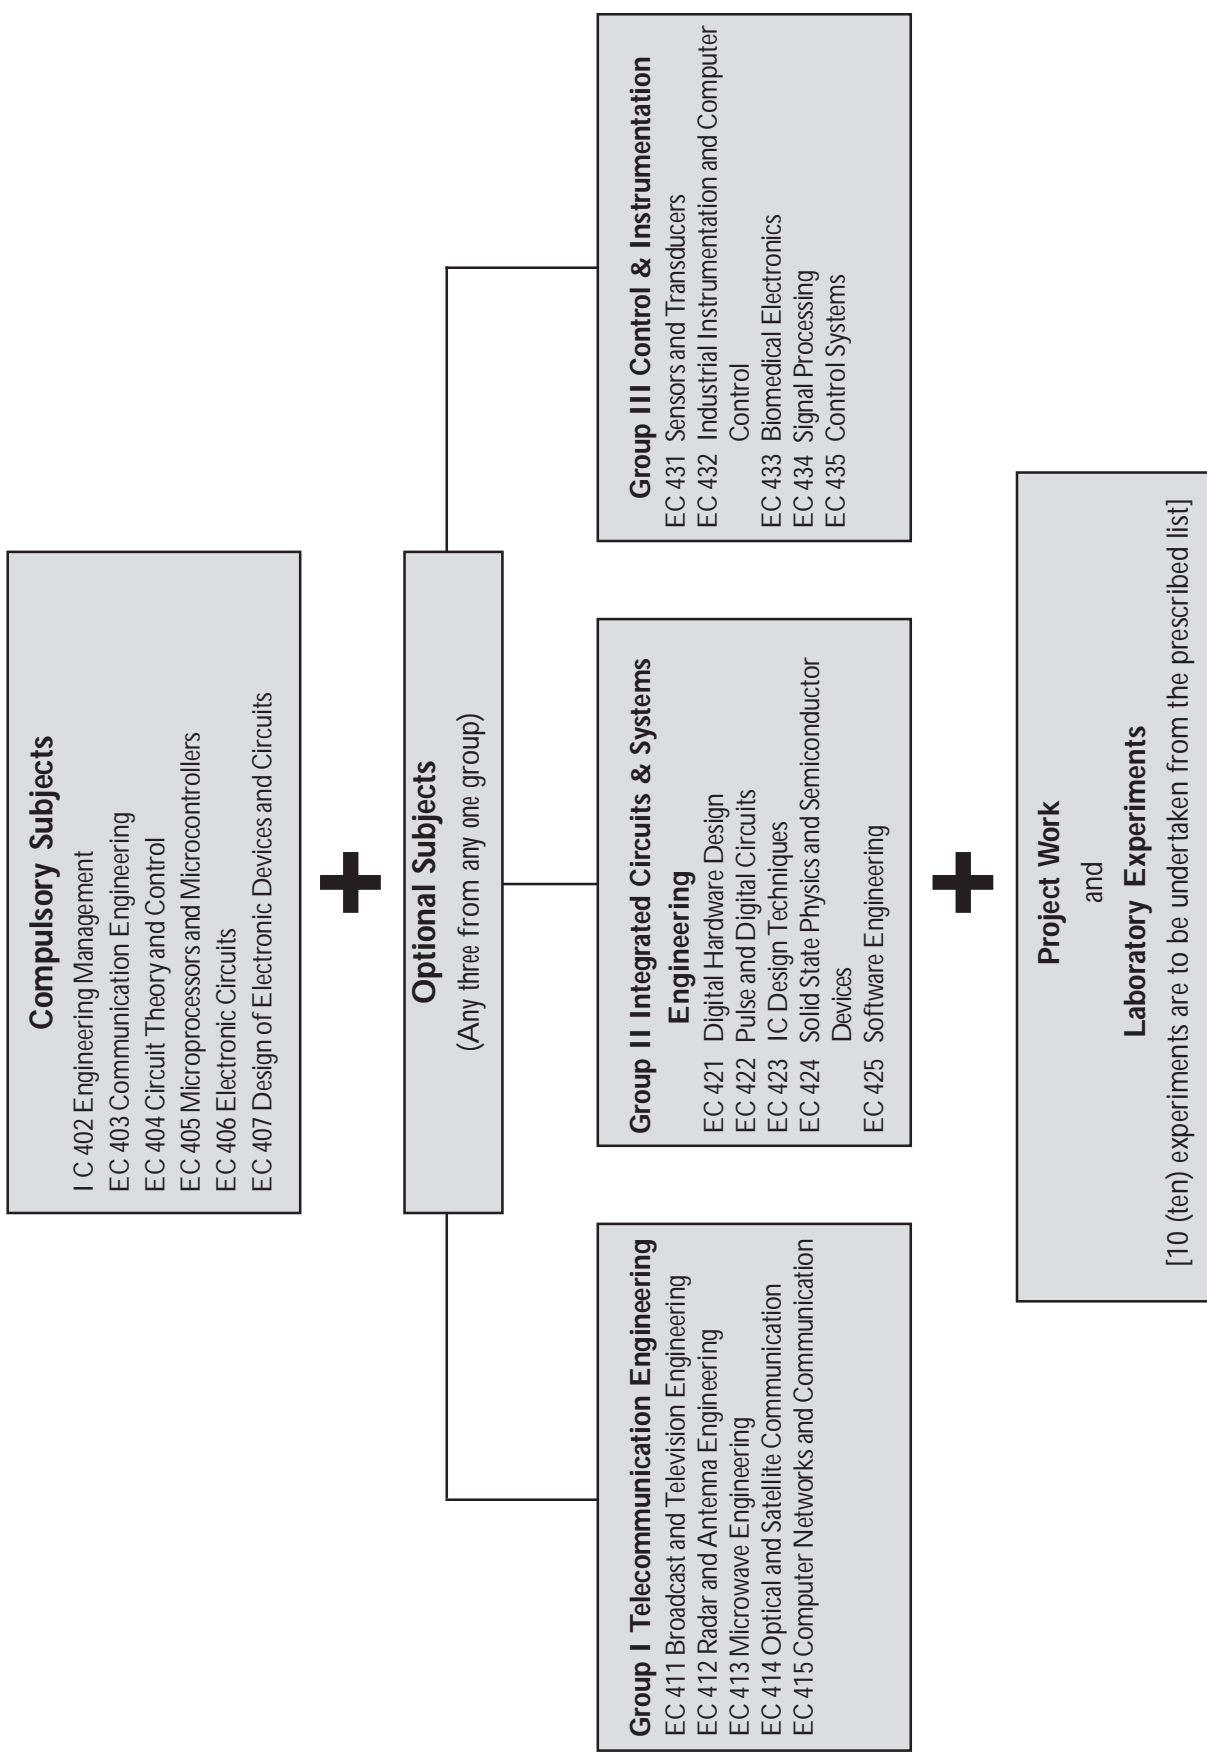 Compulsory Subjects
I C 402 Engineering Management
EC 403 Communication Engineering
EC 404 Circuit Theory and Control
EC 405 Microprocessors and Microcontrollers
EC 406 Electronic Circuits
EC 407 Design of Electronic Devices and Circuits
+
Optional Subjects
(Any three from any one group)
Group I Telecommunication Engineering
EC 411 Broadcast and Television Engineering
EC 412 Radar and Antenna Engineering
EC 413 Microwave Engineering
EC 414 Optical and Satellite Communication
EC 415 Computer Networks and Communication
Group II Integrated Circuits & Systems
Engineering
EC 421 Digital Hardware Design
EC 422 Pulse and Digital Circuits
EC 423 IC Design Techniques
EC 424 Solid State Physics and Semiconductor
Devices
EC 425 Software Engineering
Group III Control & Instrumentation
EC 431 Sensors and Transducers
EC 432 Industrial Instrumentation and Computer
Control
EC 433 Biomedical Electronics
EC 434 Signal Processing
EC 435 Control Systems
+
Project Work
and
Laboratory Experiments
[10 (ten) experiments are to be undertaken from the prescribed list]